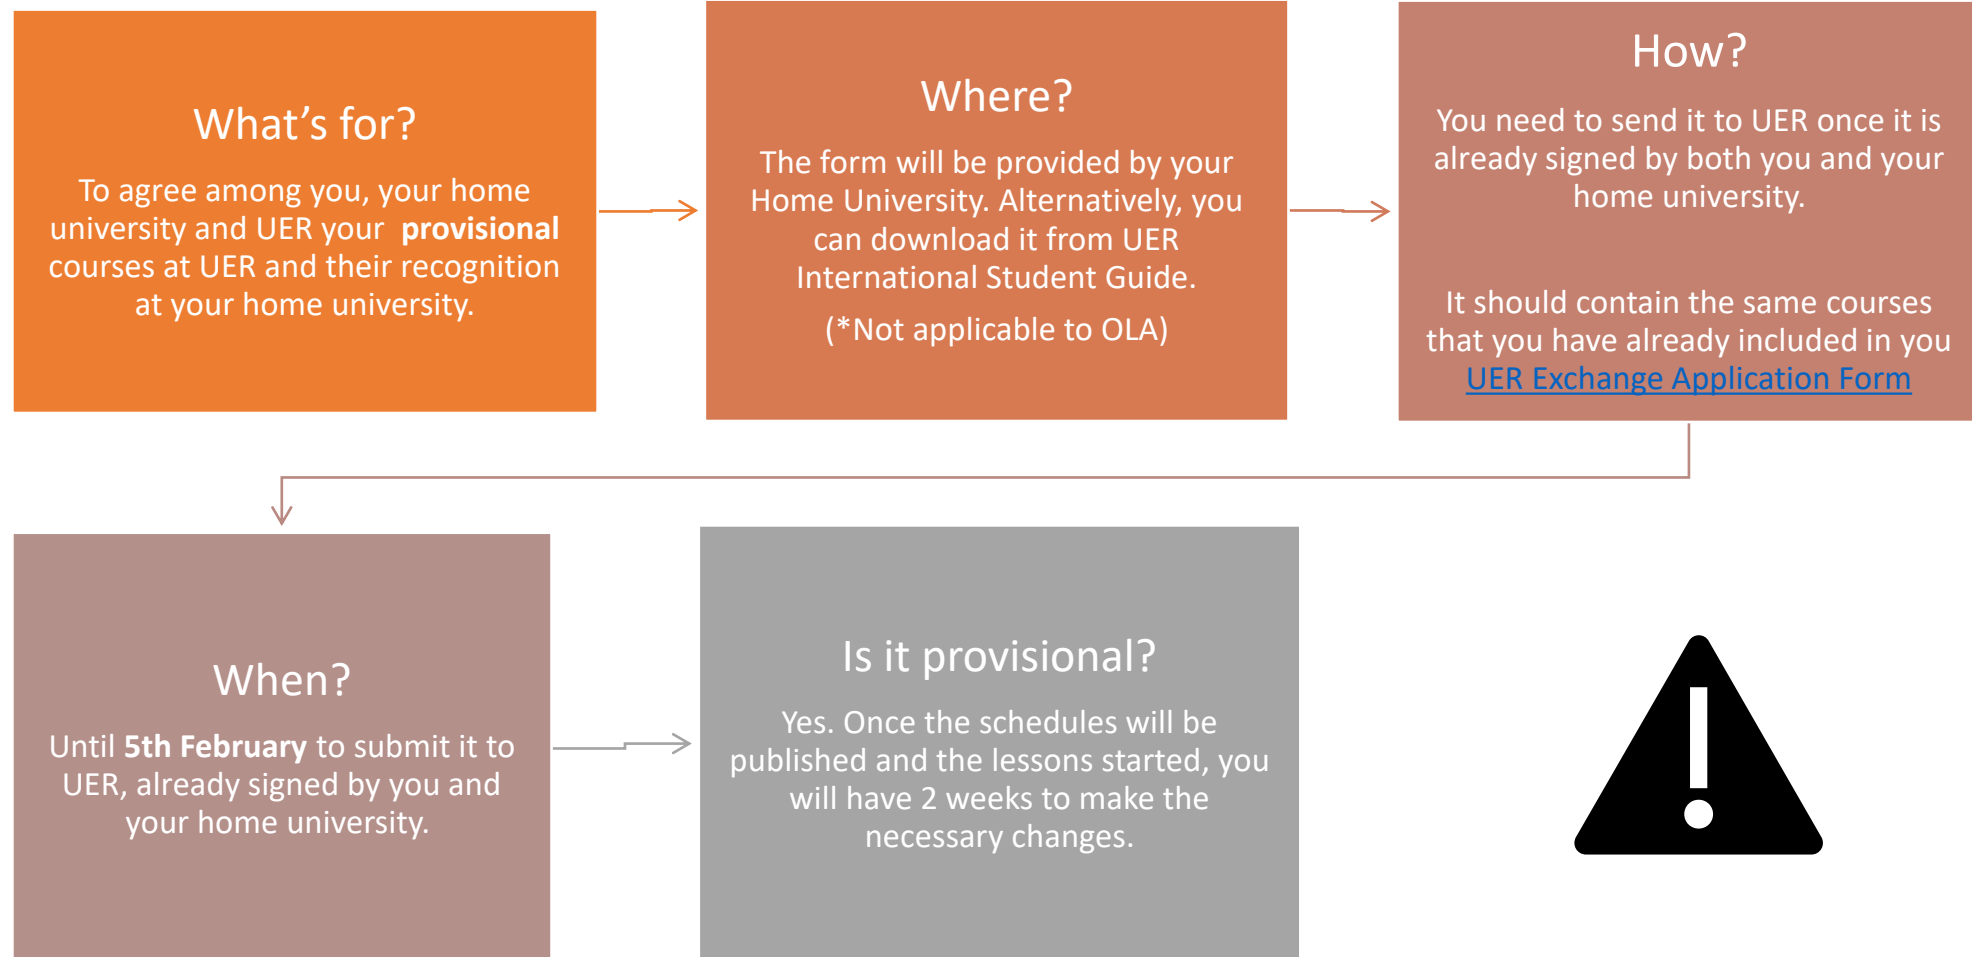 What's for?
To agree among you, your home
university and UER your provisional
courses at UER and their recognition
at your home university.
Where?
The form will be provided by your
Home University. Alternatively, you
can download it from UER
International Student Guide.
(*Not applicable to OLA)
How?
You need to send it to UER once it is
already signed by both you and your
home university.
It should contain the same courses
that you have already included in you
UER Exchange Application Form
When?
Until 5th February to submit it to
UER, already signed by you and
your home university.
Is it provisional?
Yes. Once the schedules will be
published and the lessons started, you
will have 2 weeks to make the
necessary changes.